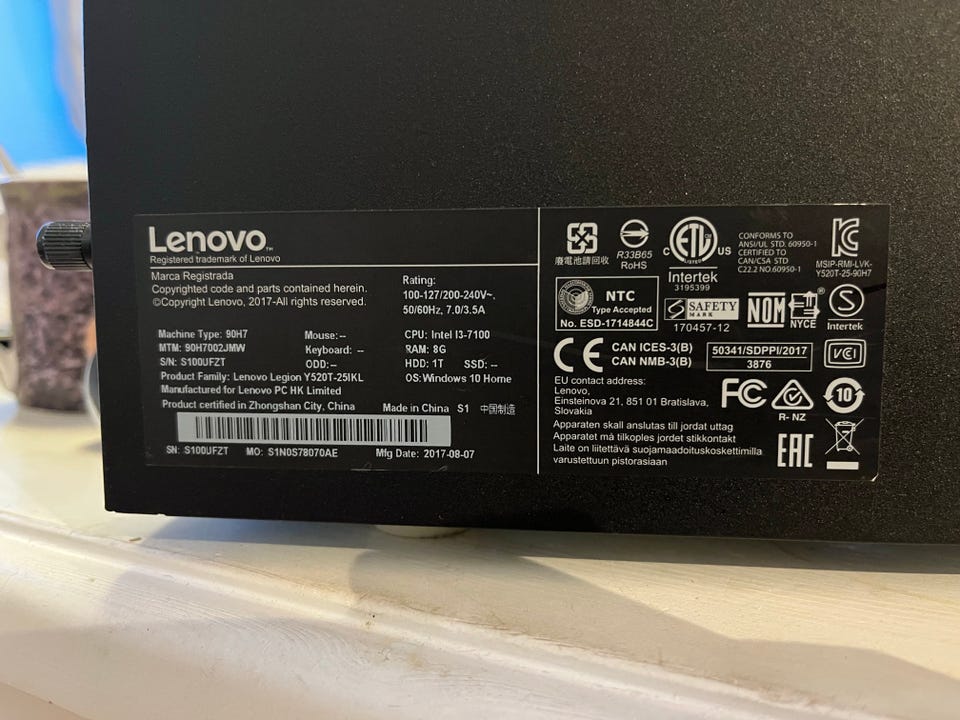 Lenovo™
Registered trademark of Lenovo
Marca Registrada
Copyrighted code and parts contained herein.
©Copyright Lenovo, 2017-All rights reserved.
Rating:
100-127/200-240V~,
50/60Hz, 7.0/3.5A
Machine Type: 90H7
MTM: 90H7002JMW
S/N: S100UFZT
Mouse:--
Keyboard: --
ODD:--
CPU: Intel I3-7100
RAM: 8G
HDD: 1T SSD: --
OS:Windows 10 Home
Product Family: Lenovo Legion Y520T-25IKL
Manufactured for Lenovo PC HK Limited
Product certified in Zhongshan City, China
Made in China S1 中国制造
SN: S100UFZT MO: S1N0S78070AE Mfg Date: 2017-08-07
廢電池請回收
R33B65
RoHS
C ETL CM US
LISTED
Intertek
3195399
CONFORMS TO
ANSI/UL STD. 60950-1
CERTIFIED TO
CAN/CSA STD
C22.2 NO.60950-1
MSIP-RMI-LVK-
Y520T-25-90H7
NTC
Type Accepted
No. ESD-1714844C
S SAFETY
MARK
170457-12
NOM
NYCE
S
Intertek
CE
CAN ICES-3(B)
CAN NMB-3(B)
50341/SDPPI/2017
3876
VCI
EU contact address:
Lenovo,
Einsteinova 21, 851 01 Bratislava,
Slovakia
FC
R- NZ
10
Apparaten skall anslutas till jordat uttag
Apparatet må tilkoples jordet stikkontakt
Laite on liitettävä suojamaadoituskoskettimilla
varustettuun pistorasiaan
EAC